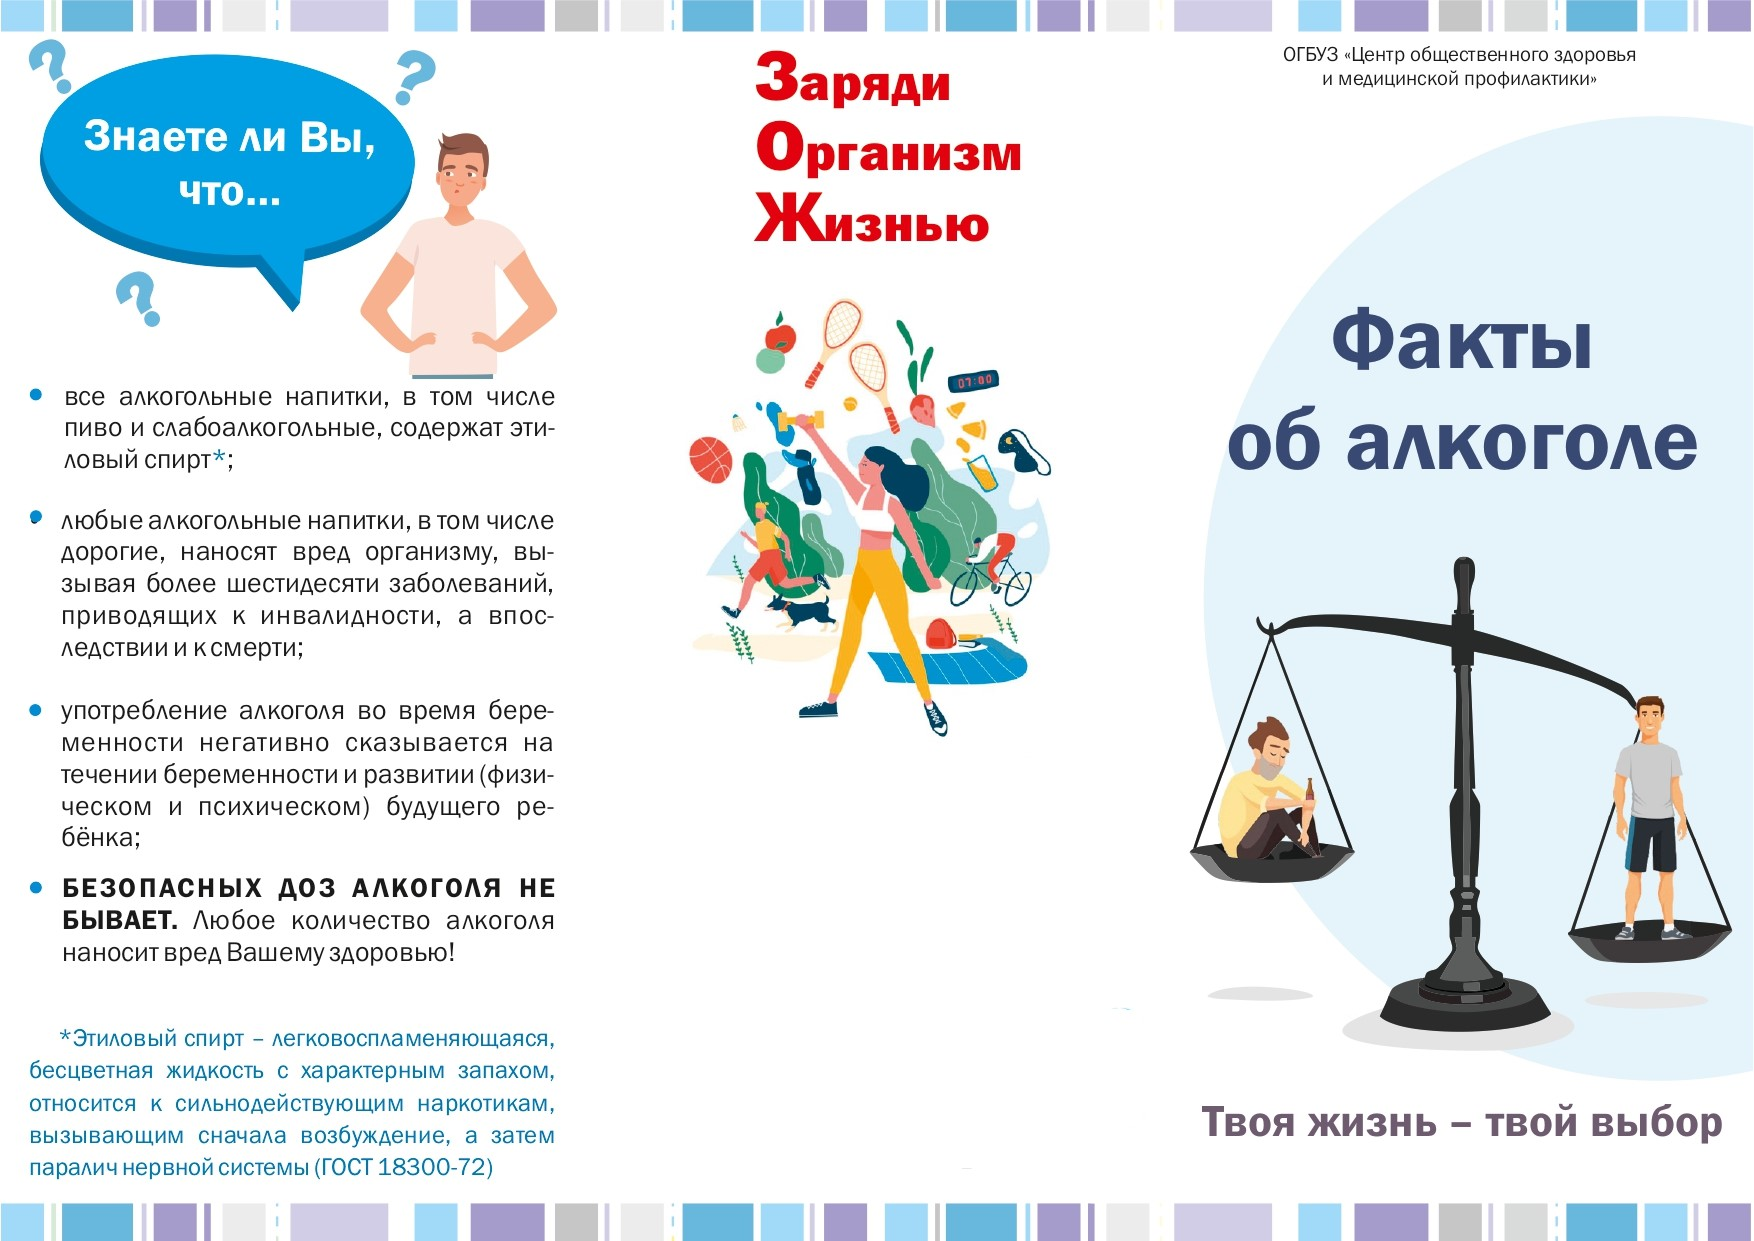 Знаете ли Вы,
что...
все алкогольные напитки, в том числе
пиво и слабоалкогольные, содержат эти-
ловый спирт*;
любые алкогольные напитки, в том числе
дорогие, наносят вред организму, вы-
зывая более шестидесяти заболеваний,
приводящих к инвалидности, а впос-
ледствии и к смерти;
употребление алкоголя во время бере-
менности негативно сказывается на
течении беременности и развитии (физи-
ческом и психическом) будущего ре-
бёнка;
БЕЗОПАСНЫХ ДОЗ АЛКОГОЛЯ НЕ
БЫВАЕТ. Любое количество алкоголя
наносит вред Вашему здоровью!
*Этиловый спирт – легковоспламеняющаяся,
бесцветная жидкость с характерным запахом,
относится к сильнодействующим наркотикам,
вызывающим сначала возбуждение, а затем
паралич нервной системы (ГОСТ 18300-72)
Заряди
Организм
Жизнью
07:00
ОГБУЗ «Центр общественного здоровья
и медицинской профилактики»
Факты
об алкоголе
Твоя жизнь – твой выбор